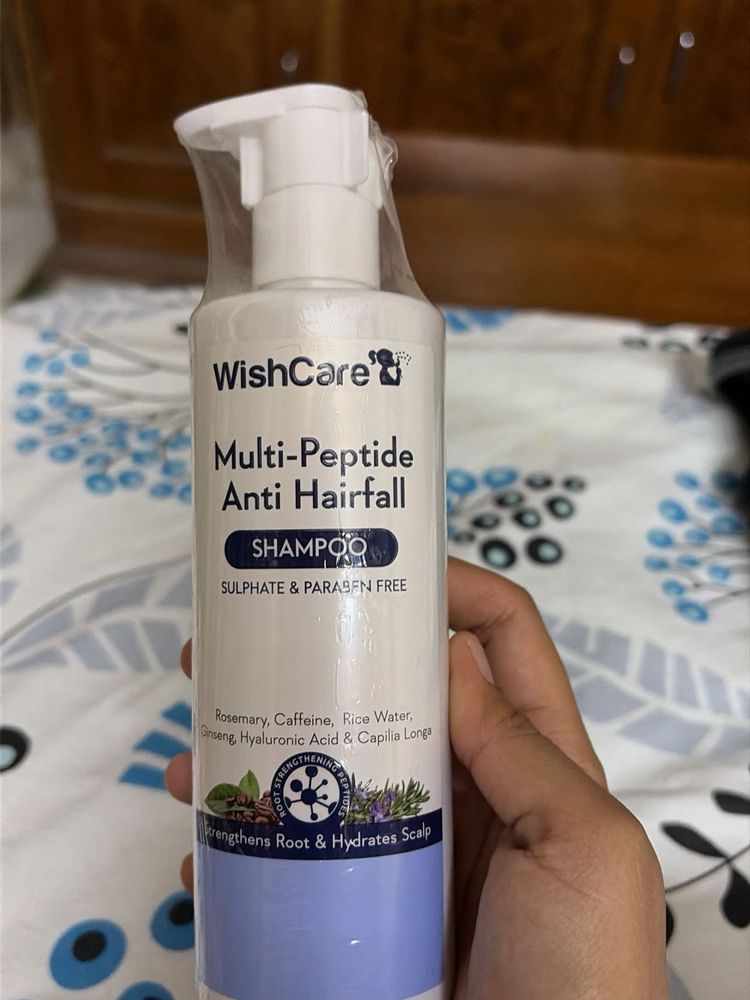 WishCare
Multi-Peptide
Anti Hairfall
SHAMPOO
SULPHATE & PARABEN FREE
Rosemary, Caffeine, Rice Water,
Ginseng, Hyaluronic Acid & Capilia Longa
ROOT STRENGTHENING PEPTIDES
Strengthens Root & Hydrates Scalp